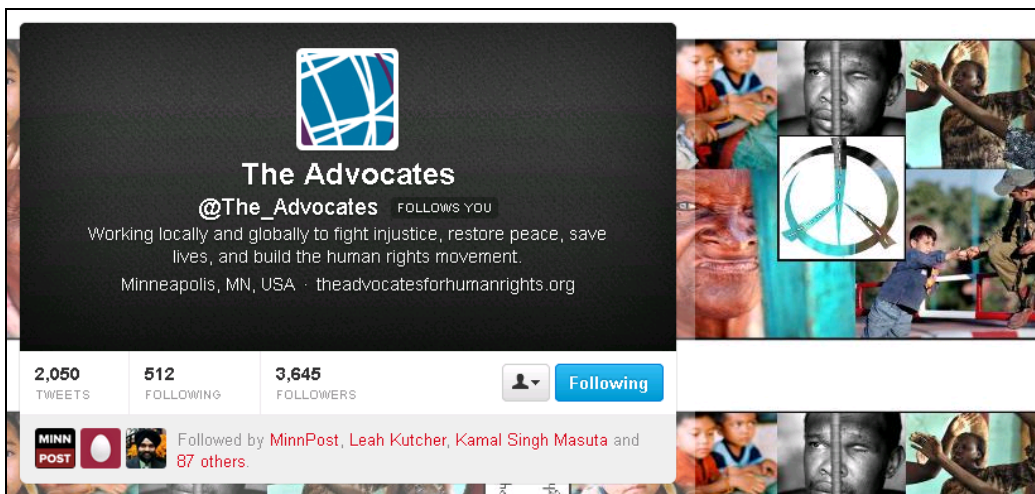 The Advocates
@The_Advocates FOLLOWS YOU
Working locally and globally to fight injustice, restore peace, save
lives, and build the human rights movement.
Minneapolis, MN, USA · theadvocatesforhumanrights.org
2,050
TWEETS
512
FOLLOWING
3,645
FOLLOWERS
Following
MINN
POST
Followed by MinnPost, Leah Kutcher, Kamal Singh Masuta and
87 others.